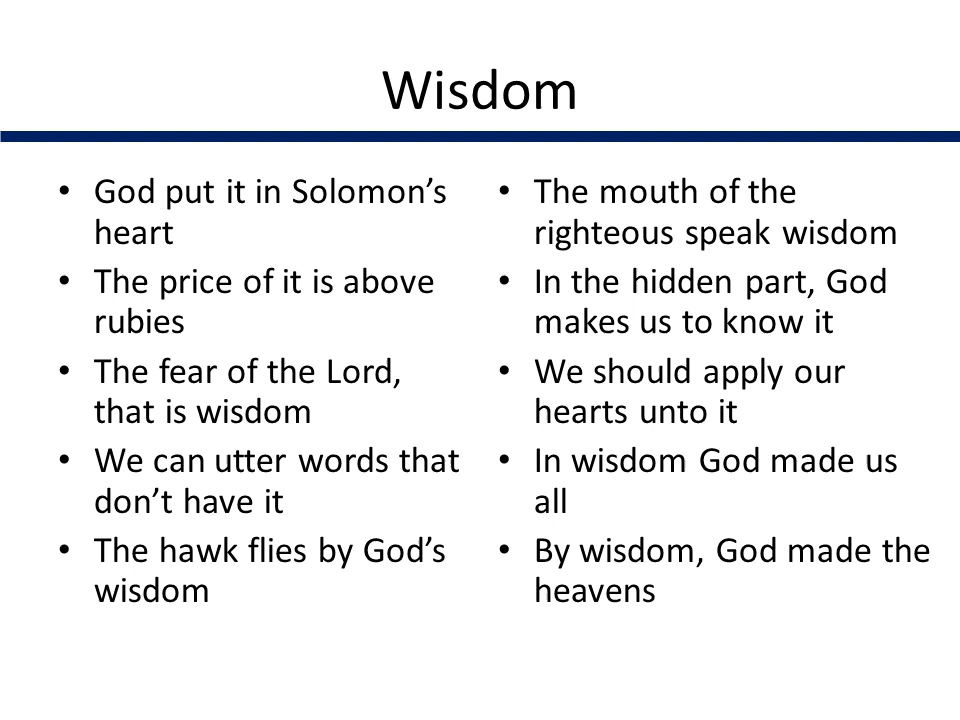 Wisdom
• God put it in Solomon’s
heart
• The price of it is above
rubies
• The fear of the Lord,
that is wisdom
• We can utter words that
don’t have it
• The hawk flies by God’s
wisdom
• The mouth of the
righteous speak wisdom
• In the hidden part, God
makes us to know it
• We should apply our
hearts unto it
• In wisdom God made us
all
• By wisdom, God made the
heavens